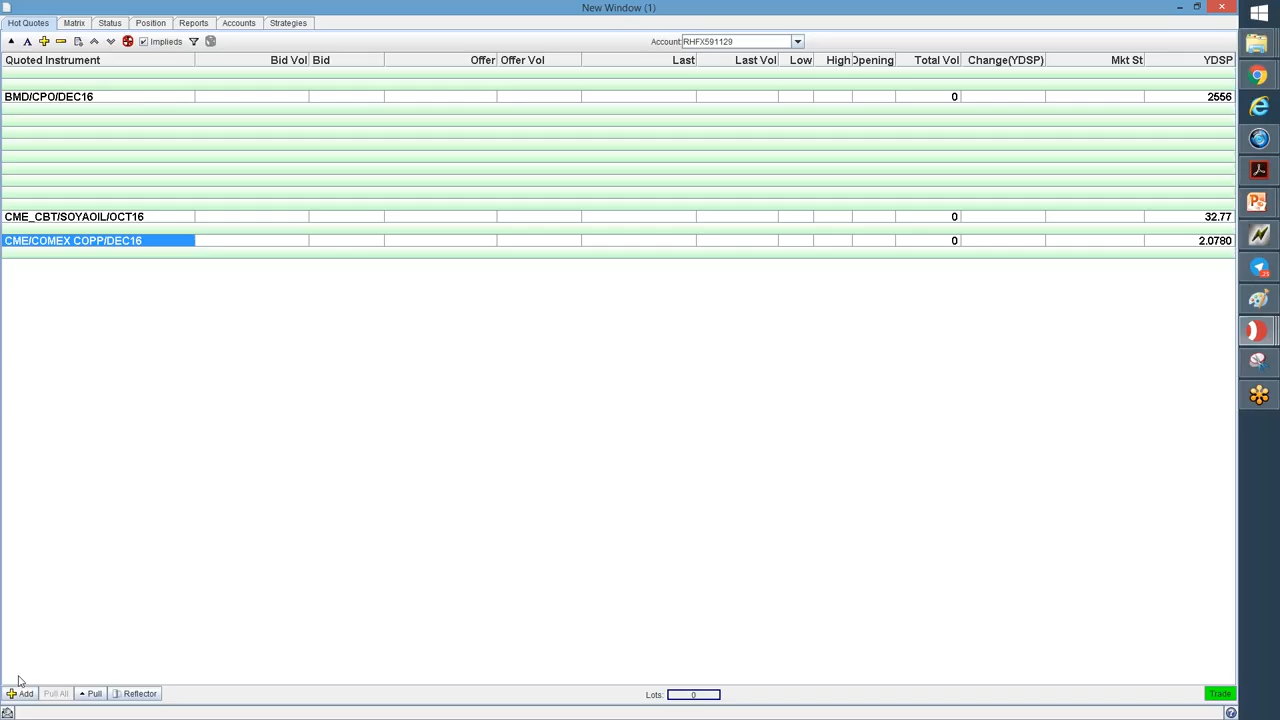 New Window (1)
Hot Quotes Matrix Status Position Reports Accounts Strategies
A Implieds Account: RHFX591129
Quoted Instrument Bid Vol Bid Offer Offer Vol Last Last Vol Low High Opening Total Vol Change(YDSP) Mkt St YDSP
BMD/CPO/DEC16 0 2556
CME_CBT/SOYAOIL/OCT16 0 32.77
CME/COMEX COPP/DEC16 0 2.0780
Add Pull All Pull Reflector Lots: 0 Trade